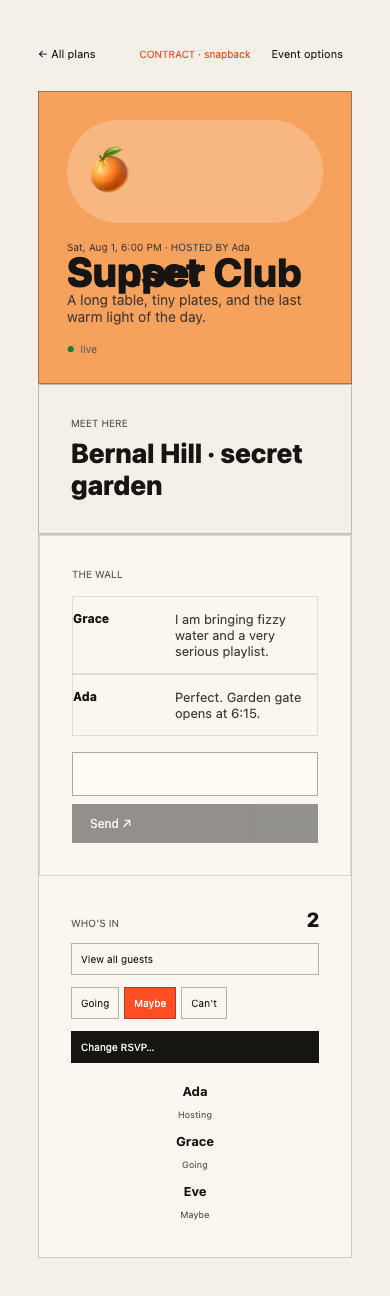 ← All plans
CONTRACT · snapback
Event options
Sat, Aug 1, 6:00 PM · HOSTED BY Ada
Club
A long table, tiny plates, and the last
warm light of the day.
live
MEET HERE
Bernal Hill · secret
garden
THE WALL
Grace
I am bringing fizzy
water and a very
serious playlist.
Ada
Perfect. Garden gate
opens at 6:15.
Send ↗
WHO'S IN
2
View all guests
Going
Maybe
Can't
Change RSVP...
Ada
Hosting
Grace
Going
Eve
Maybe